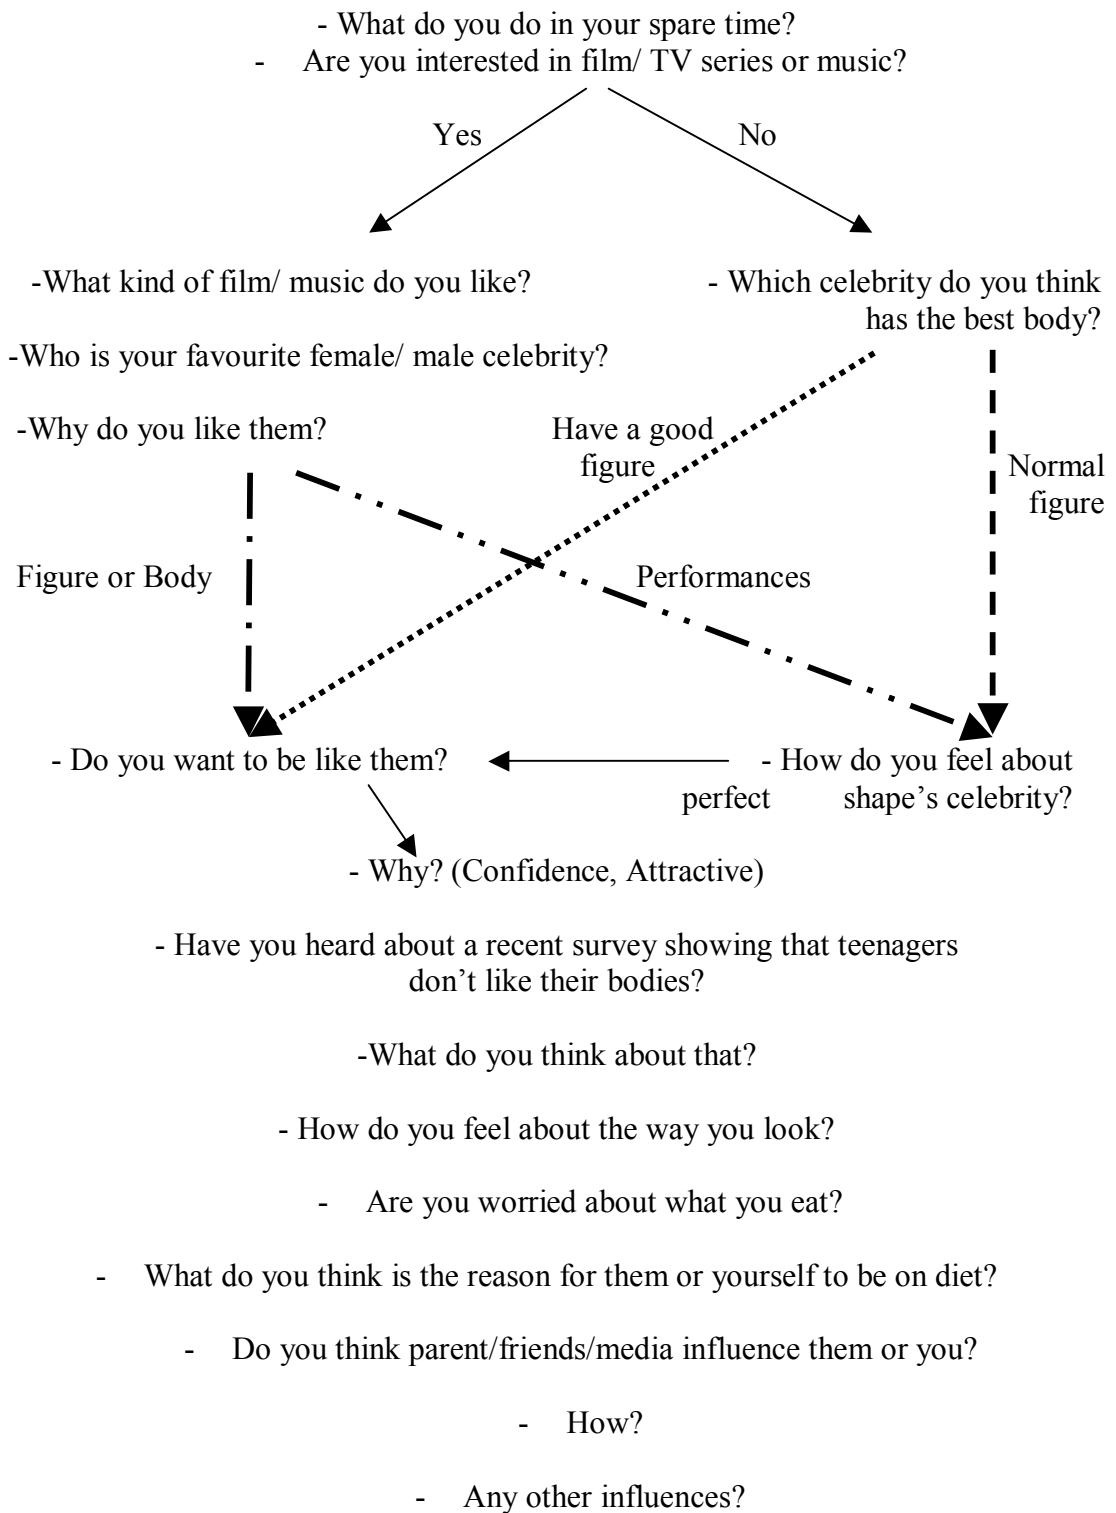 - What do you do in your spare time?
- Are you interested in film/ TV series or music?
Yes
No
-What kind of film/ music do you like?
- Which celebrity do you think
has the best body?
-Who is your favourite female/ male celebrity?
-Why do you like them?
Have a good
figure
Normal
figure
Figure or Body
Performances
- Do you want to be like them?
- How do you feel about
shape’s celebrity?
perfect
- Why? (Confidence, Attractive)
- Have you heard about a recent survey showing that teenagers
don’t like their bodies?
-What do you think about that?
- How do you feel about the way you look?
- Are you worried about what you eat?
- What do you think is the reason for them or yourself to be on diet?
- Do you think parent/friends/media influence them or you?
- How?
- Any other influences?